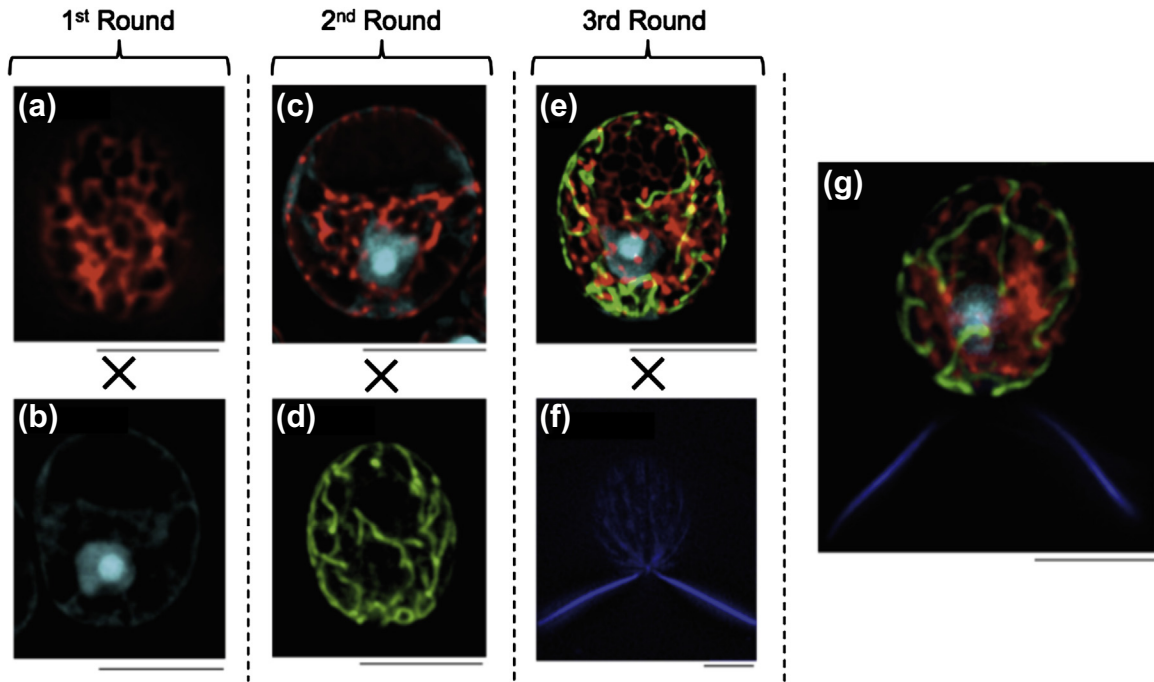 1st Round
2nd Round
3rd Round
(a)
(c)
(e)
(g)
(b)
(d)
(f)